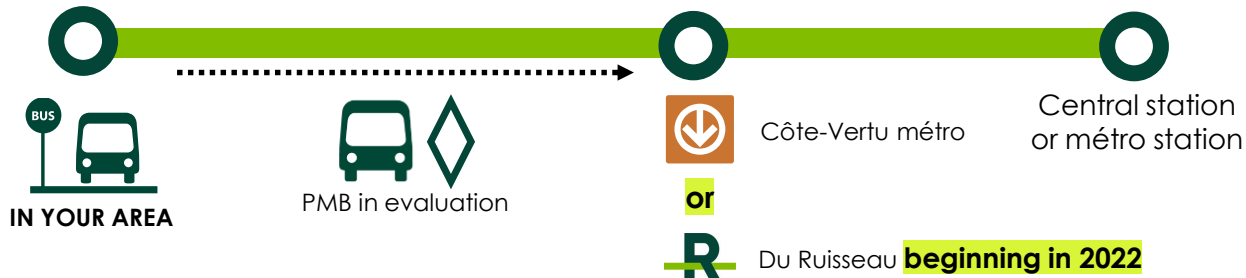 BUS
IN YOUR AREA
PMB in evaluation
Côte-Vertu métro
or
R
Du Ruisseau beginning in 2022
Central station
or métro station